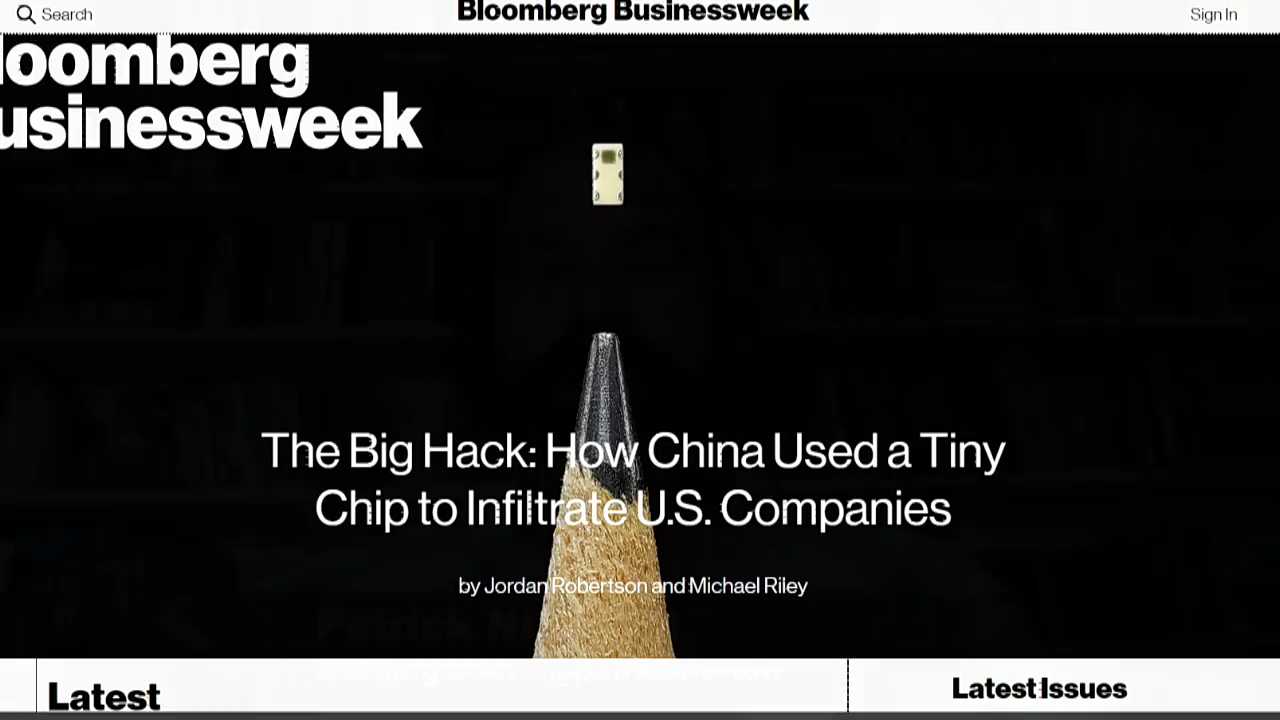 Search
Bloomberg Businessweek
Sign In
loomberg
usinessweek
The Big Hack: How China Used a Tiny
Chip to Infiltrate U.S. Companies
by Jordan Robertson and Michael Riley
Latest
Latest Issues